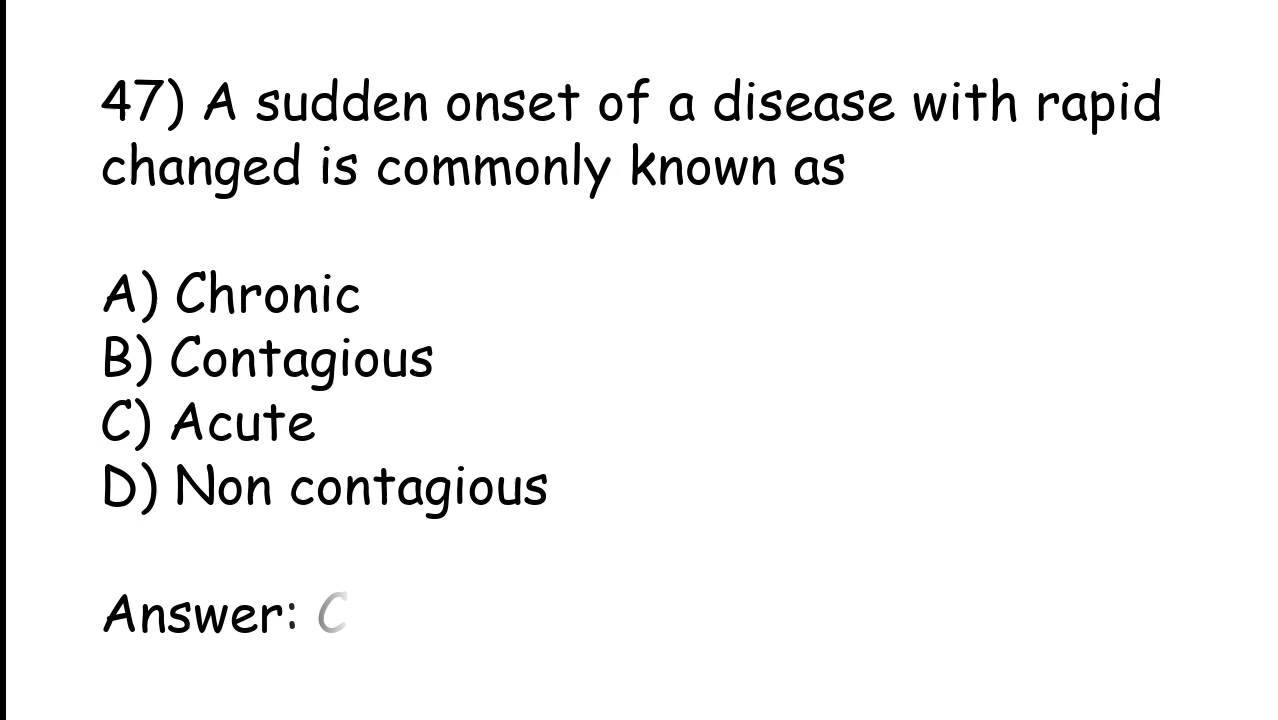 47) A sudden onset of a disease with rapid
changed is commonly known as
A) Chronic
B) Contagious
C) Acute
D) Non contagious
Answer: C